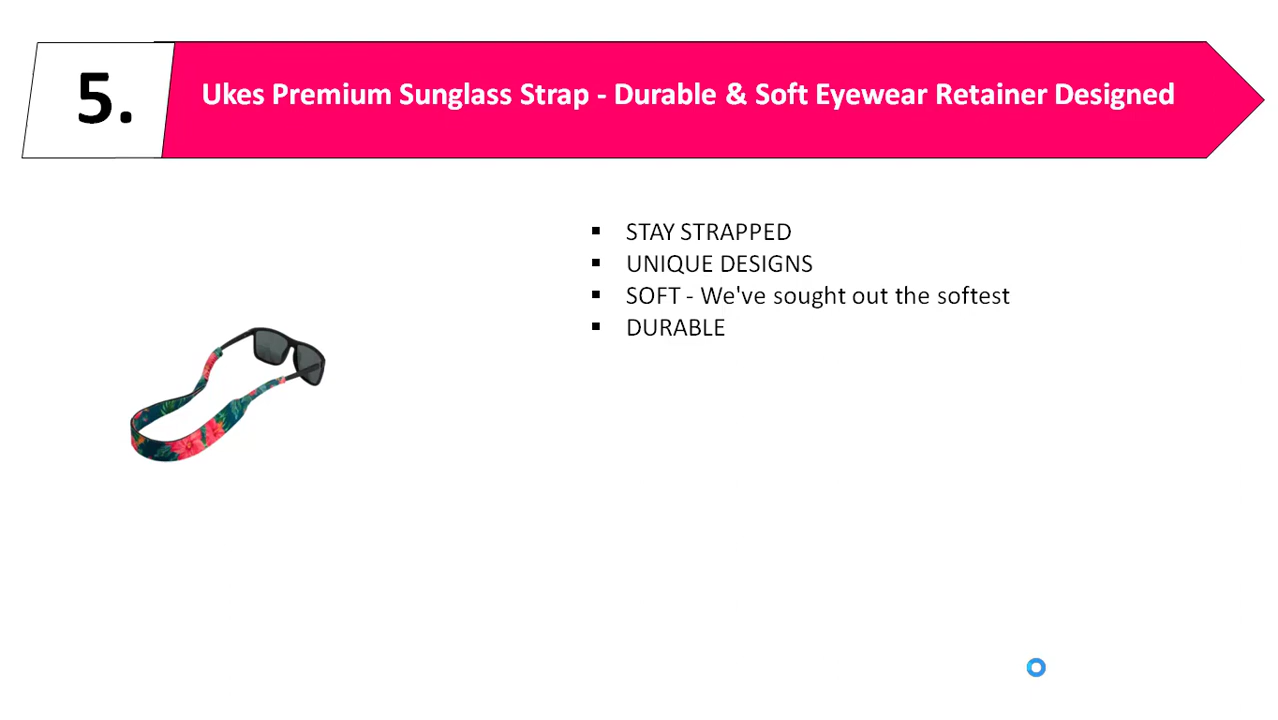 5.
Ukes Premium Sunglass Strap - Durable & Soft Eyewear Retainer Designed
▪ STAY STRAPPED
▪ UNIQUE DESIGNS
▪ SOFT - We've sought out the softest
▪ DURABLE